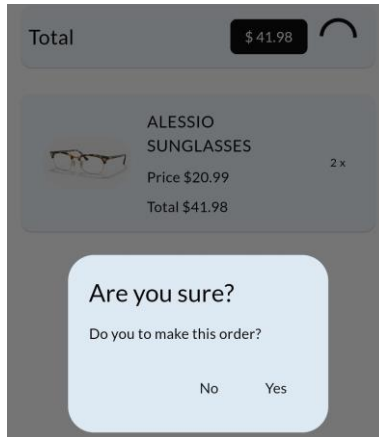 Total
$ 41.98
ALESSIO
SUNGLASSES
Price $20.99
2 x
Total $41.98
Are you sure?
Do you to make this order?
No Yes